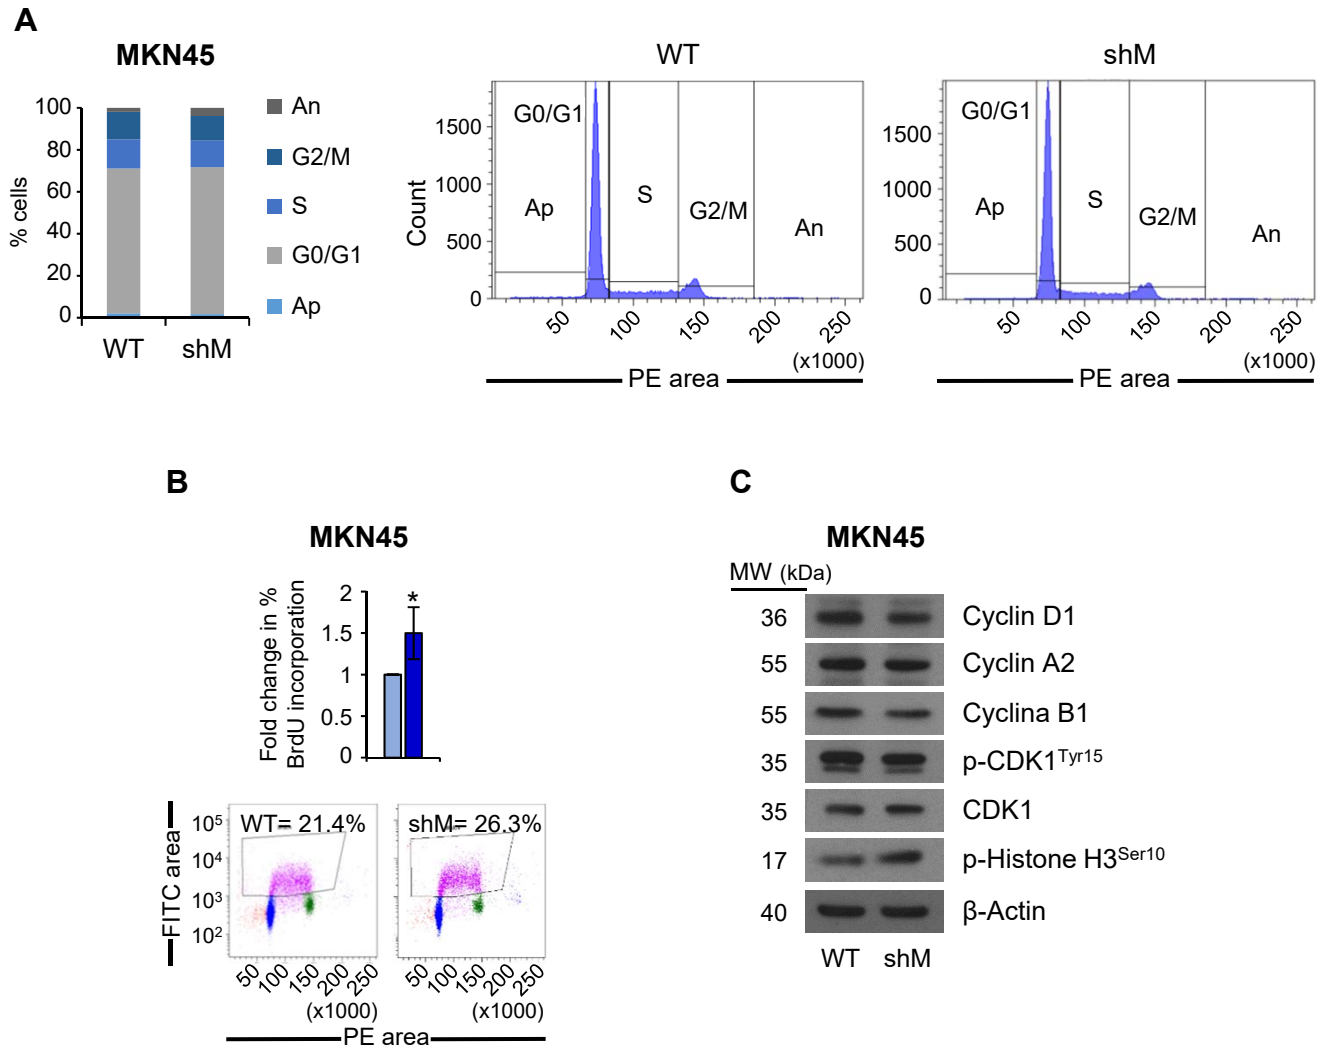 A
MKN45
% cells
100
80
60
40
20
0
WT shM
An
G2/M
S
G0/G1
Ap
WT
Count
1500
1000
500
0
G0/G1
Ap
S
G2/M
An
50 100 150 200 250
(x1000)
PE area
shM
1500
1000
500
0
G0/G1
Ap
S
G2/M
An
50 100 150 200 250
(x1000)
PE area
B
MKN45
Fold change in %
BrdU incorporation
2
1.5
1
0.5
0
*
FITC area
10⁵
10⁴
10³
10²
WT= 21.4%
shM= 26.3%
50 100 150 200 250
(x1000)
50 100 150 200 250
(x1000)
PE area
C
MKN45
MW (kDa)
36 Cyclin D1
55 Cyclin A2
55 Cyclina B1
35 p-CDK1Tyr15
35 CDK1
17 p-Histone H3Ser10
40 β-Actin
WT shM